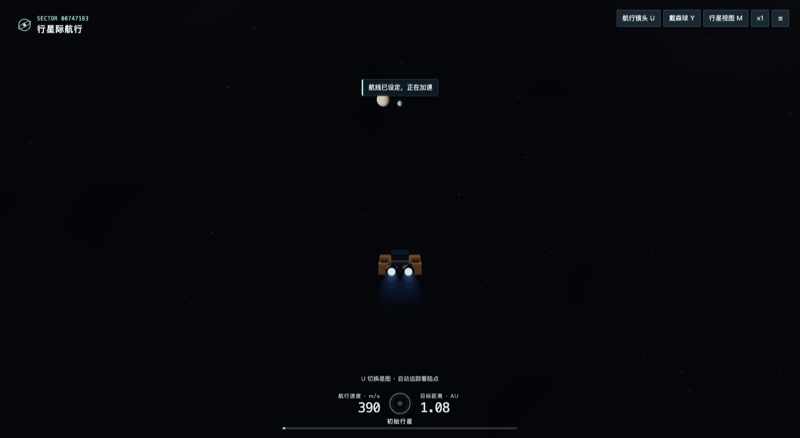 SECTOR 00747183
行星际航行
航行镜头 U
戴森球 Y
行星视图 M
×1
≡
航线已设定，正在加速
U 切换星图 · 自动追踪着陆点
航行速度 · m/s
390
目标距离 · AU
1.08
初始行星